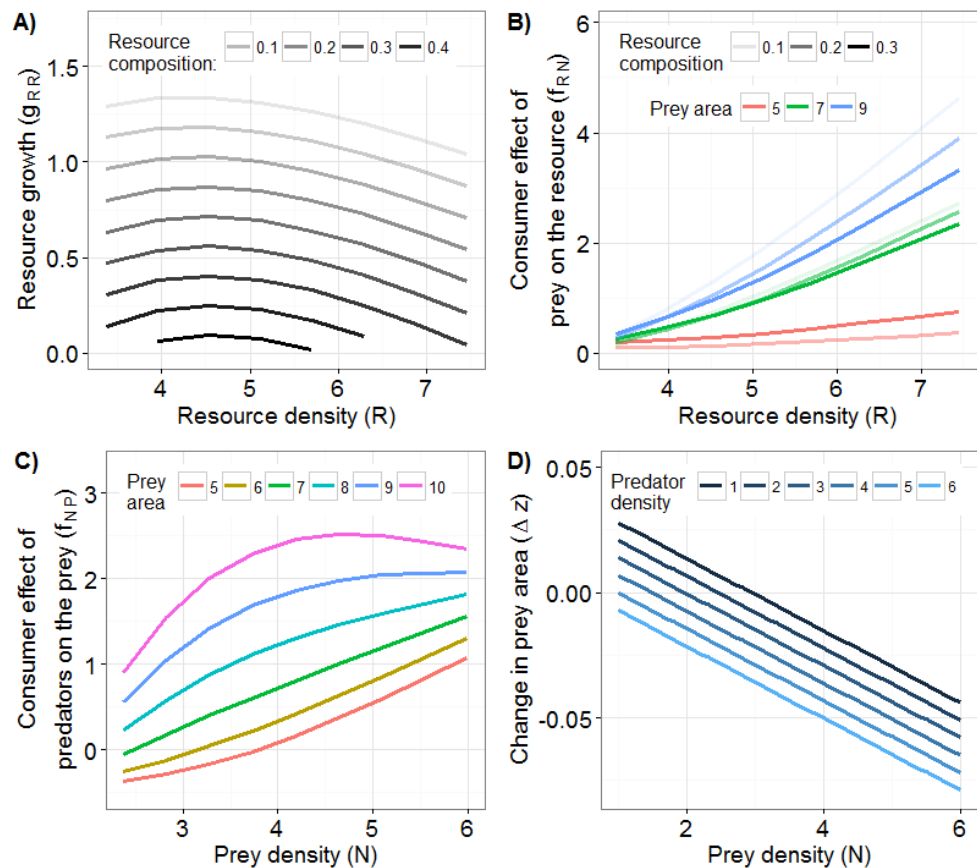 A)
Resource composition: 0.1 0.2 0.3 0.4
Resource growth (g RR)
1.5
1.0
0.5
0.0
4 5 6 7
Resource density (R)
B)
Resource composition 0.1 0.2 0.3
Prey area 5 7 9
Consumer effect of
prey on the resource (f RN)
6
4
2
0
4 5 6 7
Resource density (R)
C)
Prey area 5 6 7 8 9 10
Consumer effect of
predators on the prey (f NP)
3
2
1
0
3 4 5 6
Prey density (N)
D)
Predator density 1 2 3 4 5 6
Change in prey area (Δ z)
0.05
0.00
-0.05
2 4 6
Prey density (N)